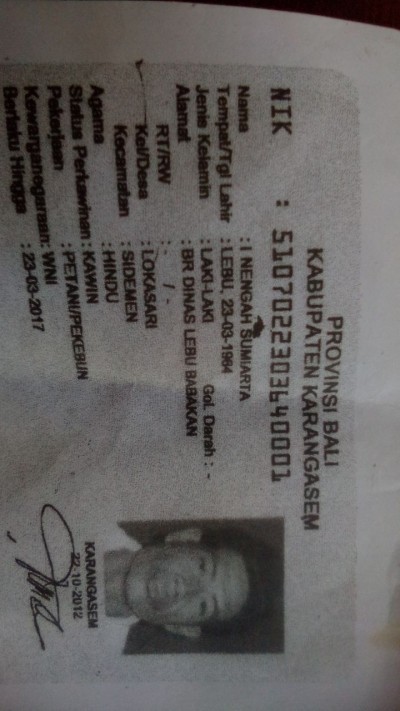 PROVINSI BALI
KABUPATEN KARANGASEM
NIK : 5107022303640001
Nama : I NENGAH SUMIARTA
Tempat/Tgl Lahir : LEBU, 23-03-1964
Jenis Kelamin : LAKI-LAKI Gol. Darah : -
Alamat : BR DINAS LEBU BABAKAN
RT/RW : - / -
Kel/Desa : LOKASARI
Kecamatan : SIDEMEN
Agama : HINDU
Status Perkawinan : KAWIN
Pekerjaan : PETANI/PEKEBUN
Kewarganegaraan: WNI
Berlaku Hingga : 23-03-2017
KARANGASEM
22-10-2012